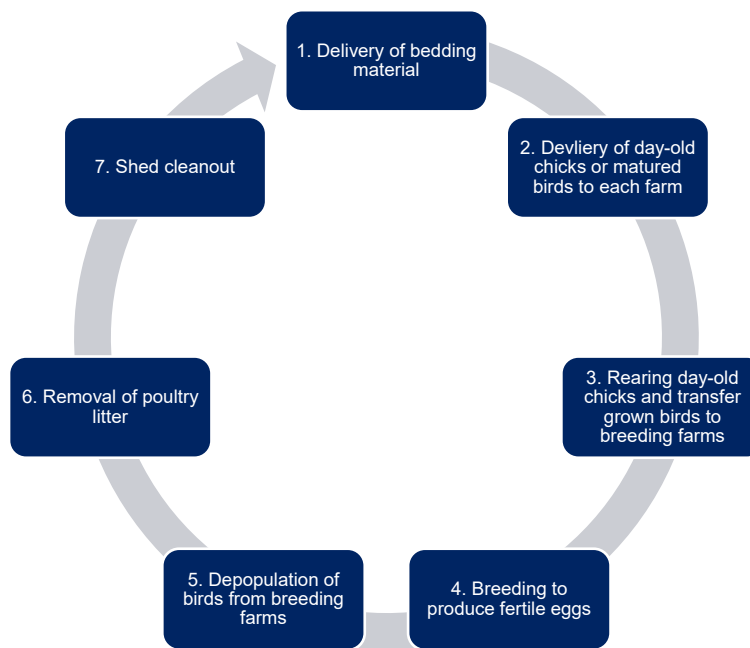 1. Delivery of bedding
material
2. Devliery of day-old
chicks or matured
birds to each farm
3. Rearing day-old
chicks and transfer
grown birds to
breeding farms
4. Breeding to
produce fertile eggs
5. Depopulation of
birds from breeding
farms
6. Removal of poultry
litter
7. Shed cleanout